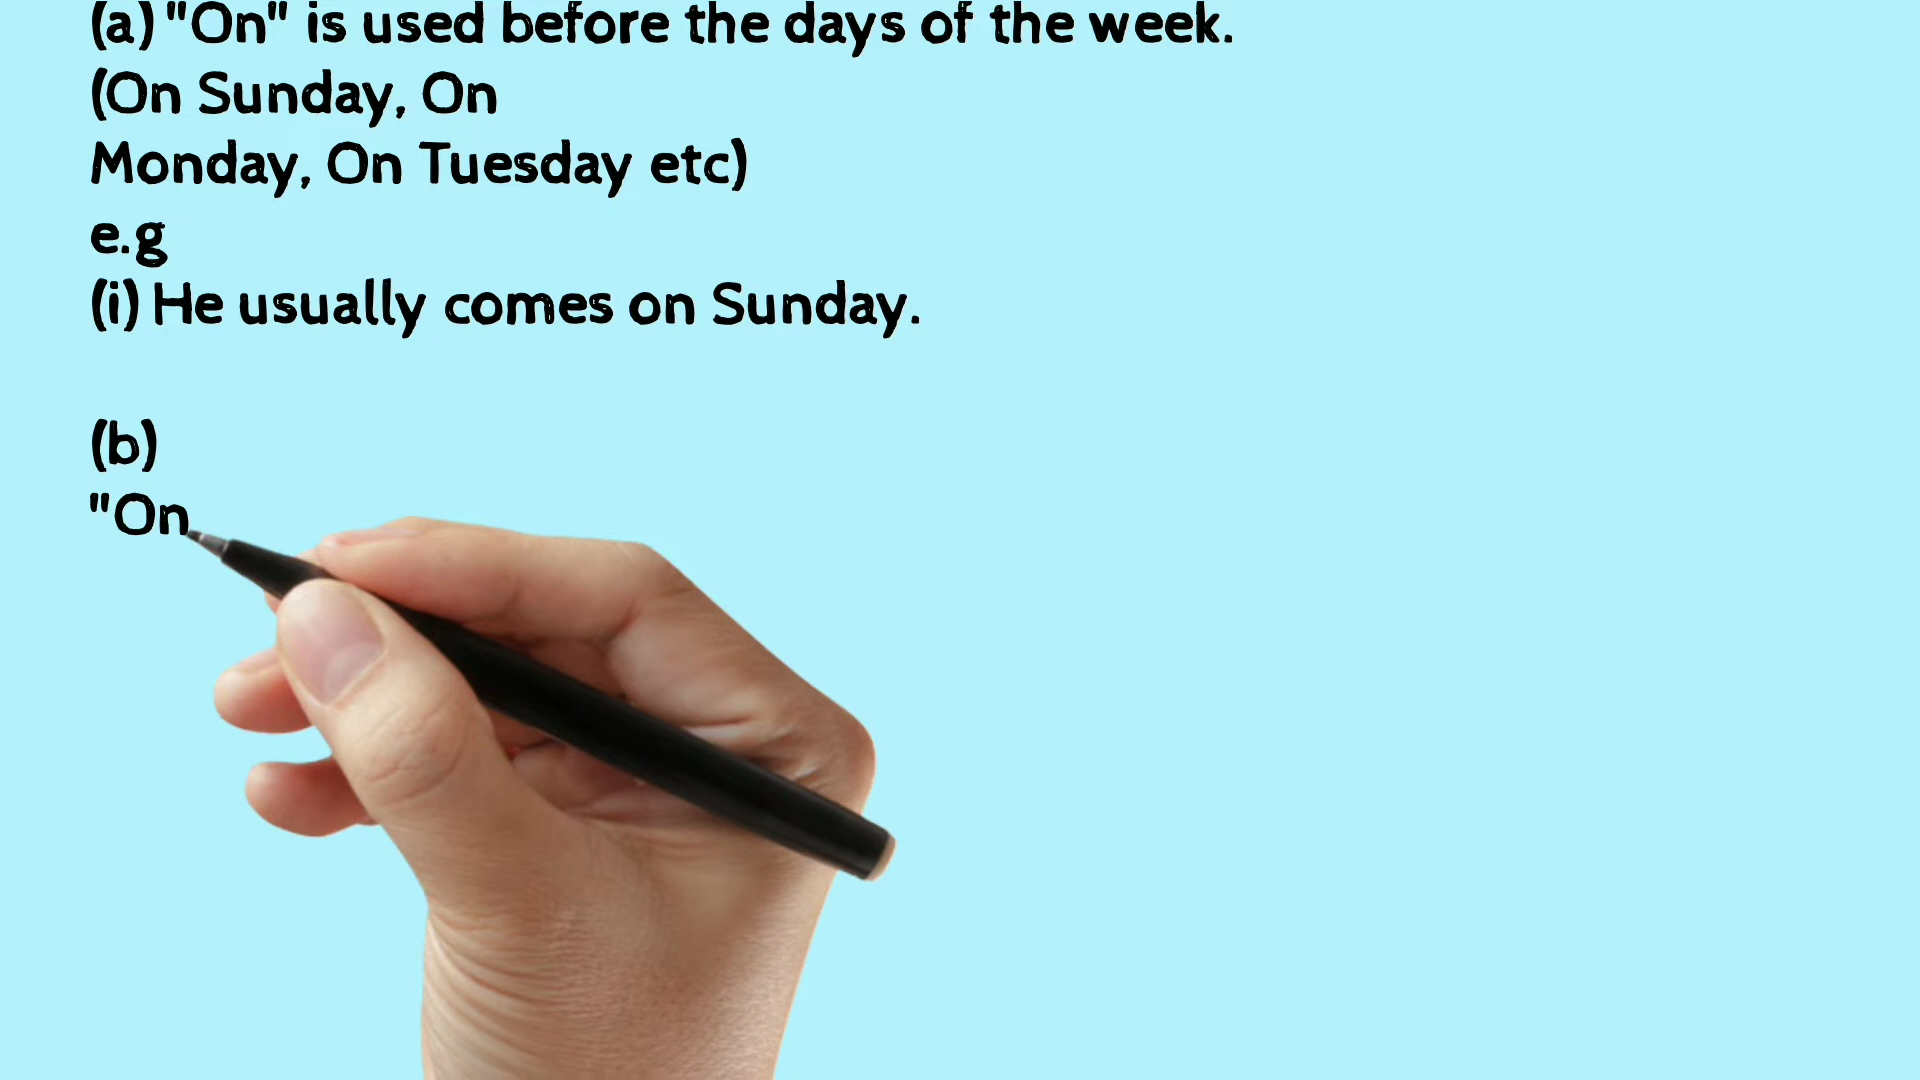 (a) "On" is used before the days of the week.
(On Sunday, On
Monday, On Tuesday etc)
e.g
(i) He usually comes on Sunday.
(b)
"On